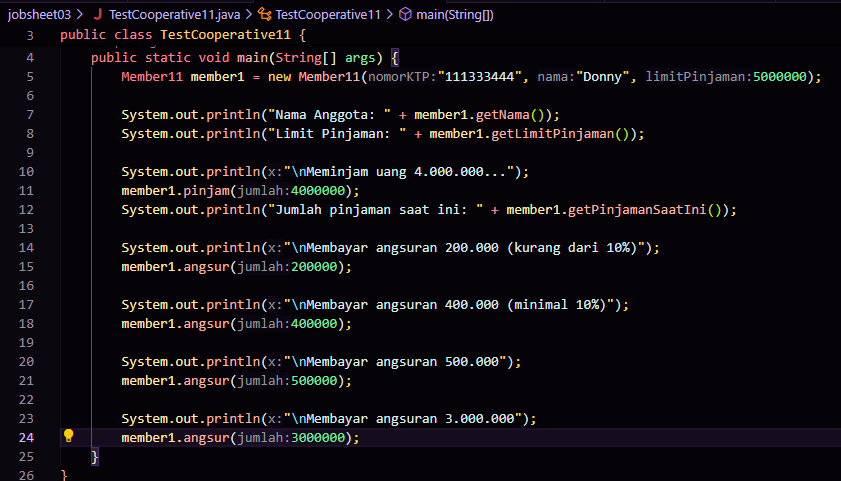 jobsheet03 > J TestCooperative11.java > TestCooperative11 > main(String[])
3 public class TestCooperative11 {
4 public static void main(String[] args) {
5 Member11 member1 = new Member11(nomorKTP:"111333444", nama:"Donny", limitPinjaman:5000000);
6
7 System.out.println("Nama Anggota: " + member1.getNama());
8 System.out.println("Limit Pinjaman: " + member1.getLimitPinjaman());
9
10 System.out.println(x:"\nMeminjam uang 4.000.000...");
11 member1.pinjam(jumlah:4000000);
12 System.out.println("Jumlah pinjaman saat ini: " + member1.getPinjamanSaatIni());
13
14 System.out.println(x:"\nMembayar angsuran 200.000 (kurang dari 10%)");
15 member1.angsur(jumlah:200000);
16
17 System.out.println(x:"\nMembayar angsuran 400.000 (minimal 10%)");
18 member1.angsur(jumlah:400000);
19
20 System.out.println(x:"\nMembayar angsuran 500.000");
21 member1.angsur(jumlah:500000);
22
23 System.out.println(x:"\nMembayar angsuran 3.000.000");
24 member1.angsur(jumlah:3000000);
25 }
26 }